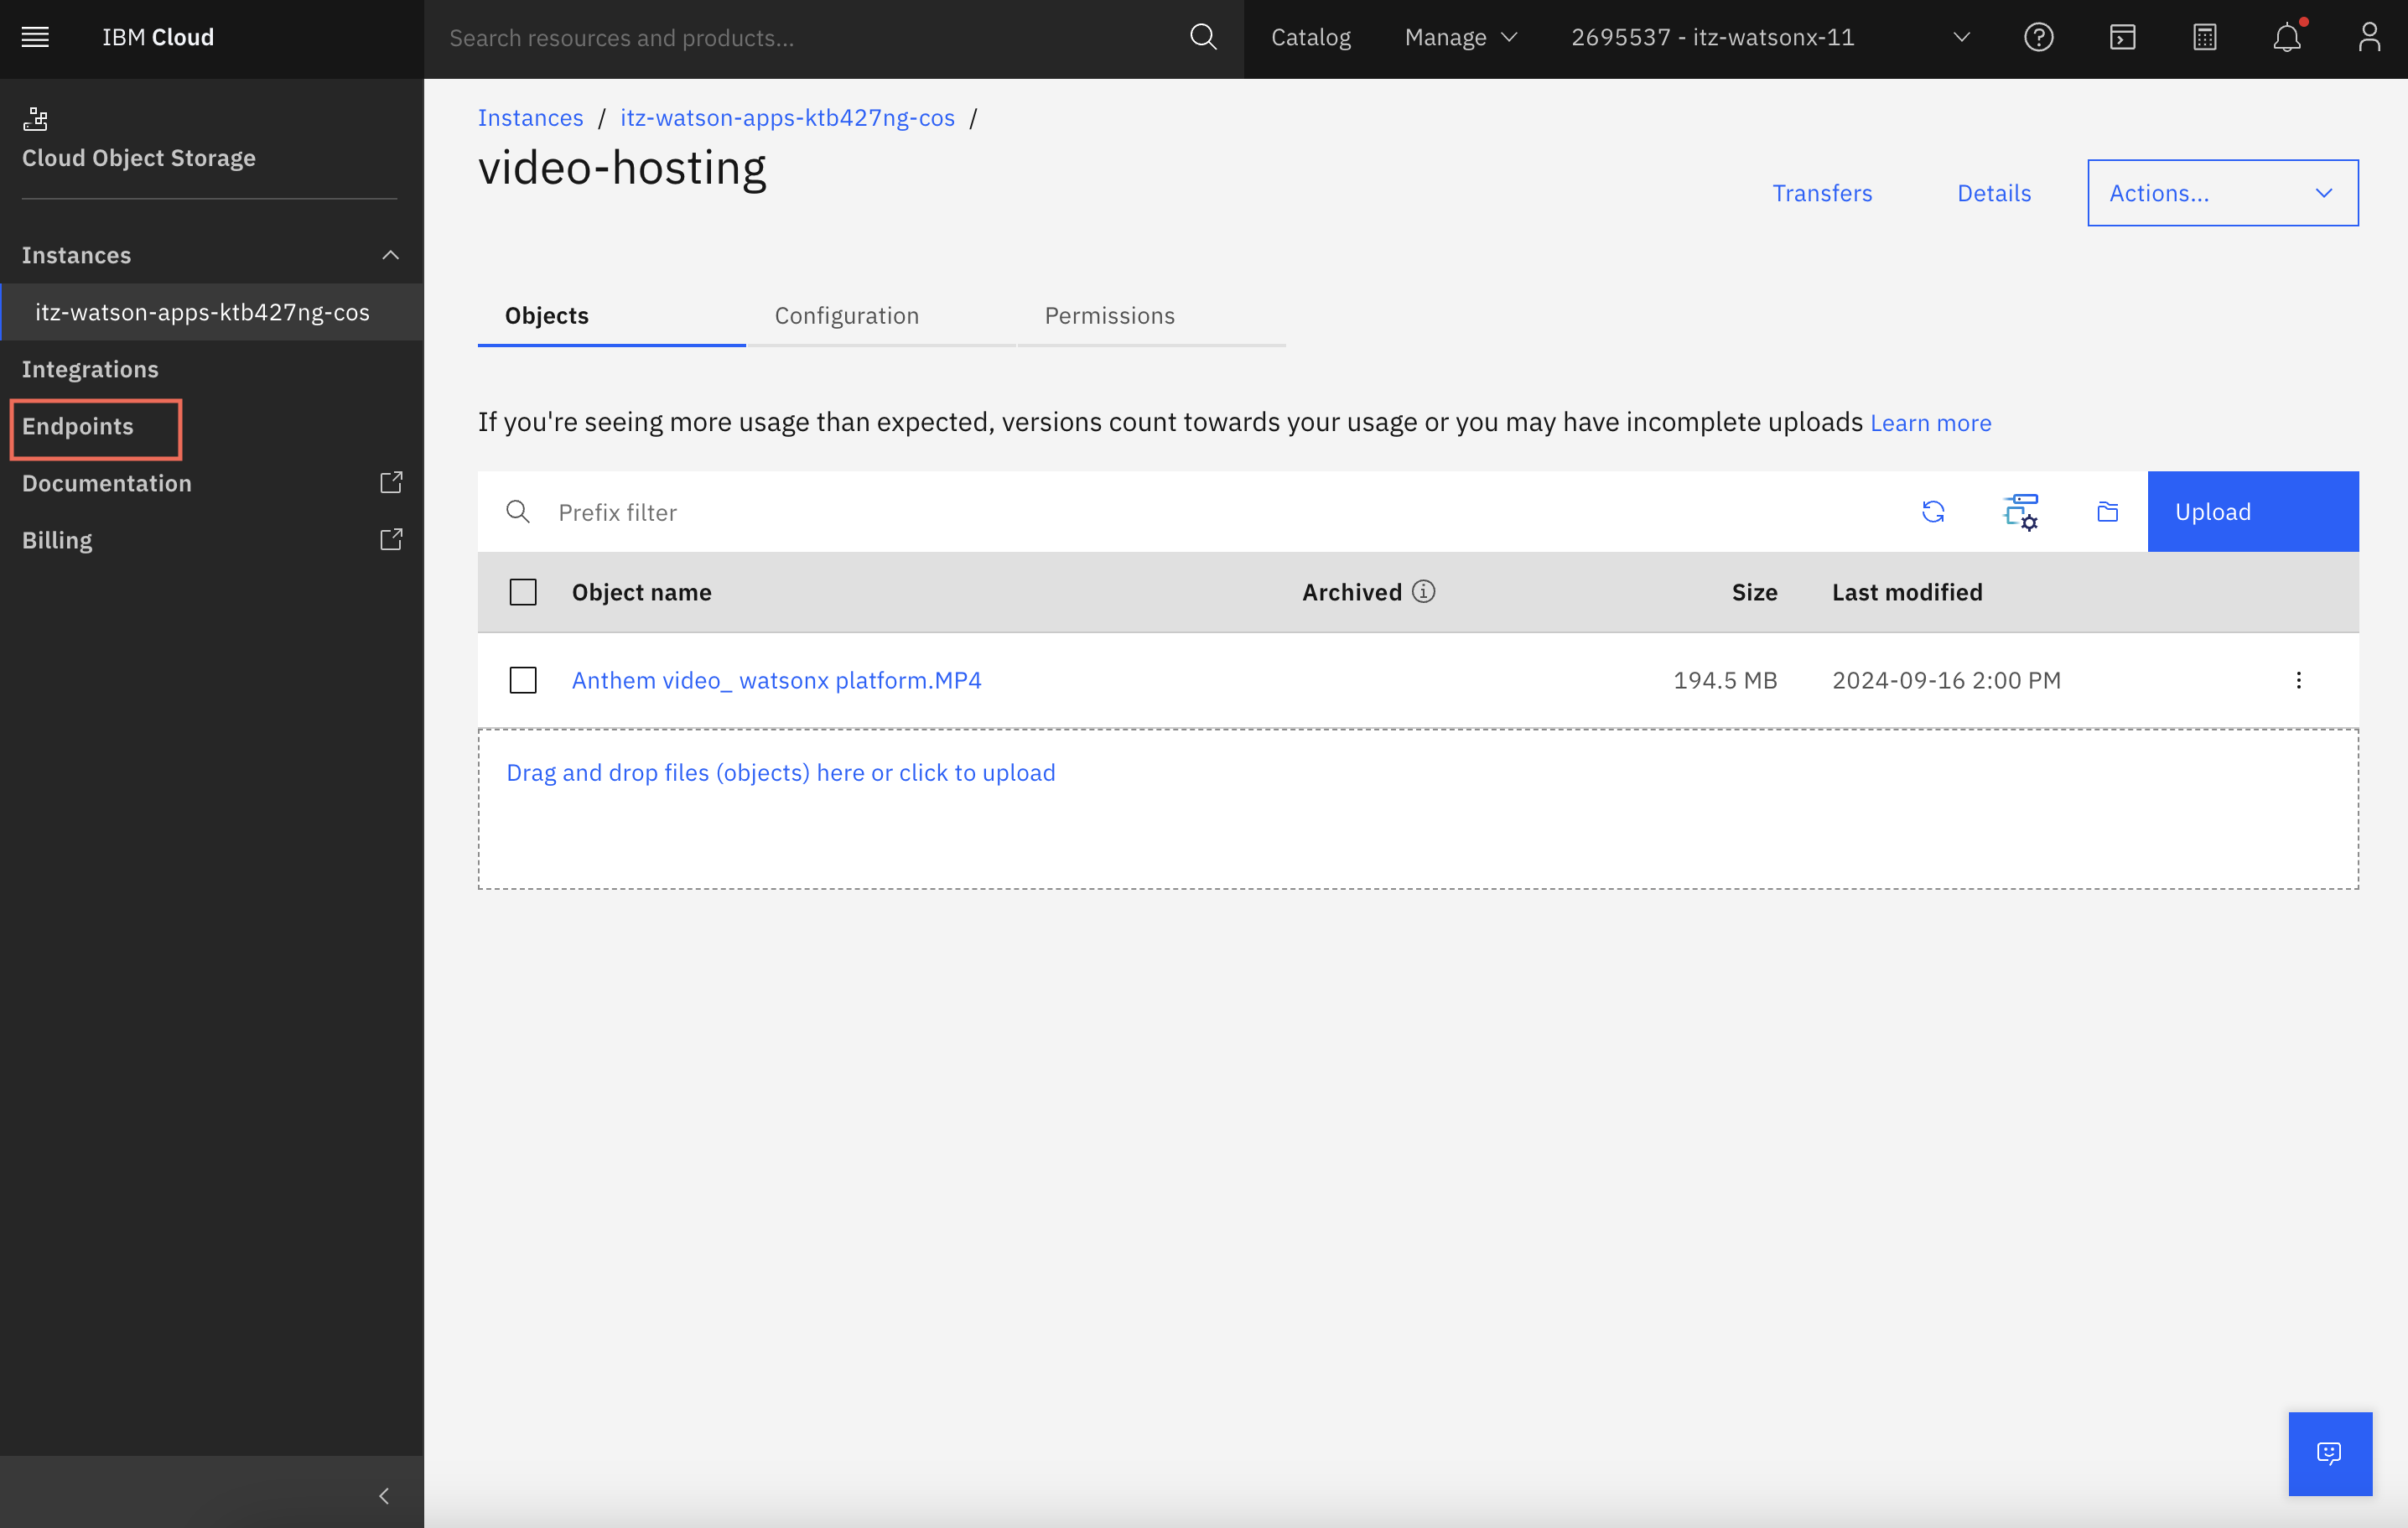 IBM Cloud
Search resources and products...
Catalog
Manage
2695537 - itz-watsonx-11
Cloud Object Storage
Instances
itz-watson-apps-ktb427ng-cos
Integrations
Endpoints
Documentation
Billing
Instances / itz-watson-apps-ktb427ng-cos /
video-hosting
Transfers
Details
Actions...
Objects
Configuration
Permissions
If you're seeing more usage than expected, versions count towards your usage or you may have incomplete uploads Learn more
Prefix filter
Upload
Object name
Archived
Size
Last modified
Anthem video_ watsonx platform.MP4
194.5 MB
2024-09-16 2:00 PM
Drag and drop files (objects) here or click to upload